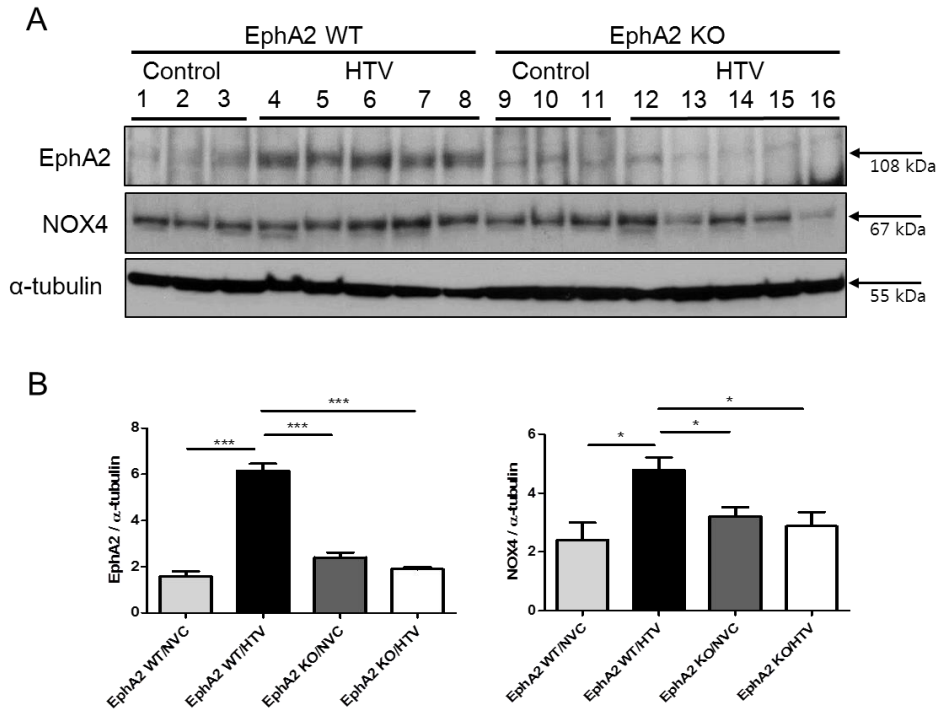 A
EphA2 WT EphA2 KO
Control HTV Control HTV
1 2 3 4 5 6 7 8 9 10 11 12 13 14 15 16
EphA2 108 kDa
NOX4 67 kDa
α-tubulin 55 kDa
B
*** *** ***
EphA2 / α-tubulin
8
6
4
2
0
EphA2 WT/NVC EphA2 WT/HTV EphA2 KO/NVC EphA2 KO/HTV
* * *
NOX4 / α-tubulin
6
4
2
0
EphA2 WT/NVC EphA2 WT/HTV EphA2 KO/NVC EphA2 KO/HTV